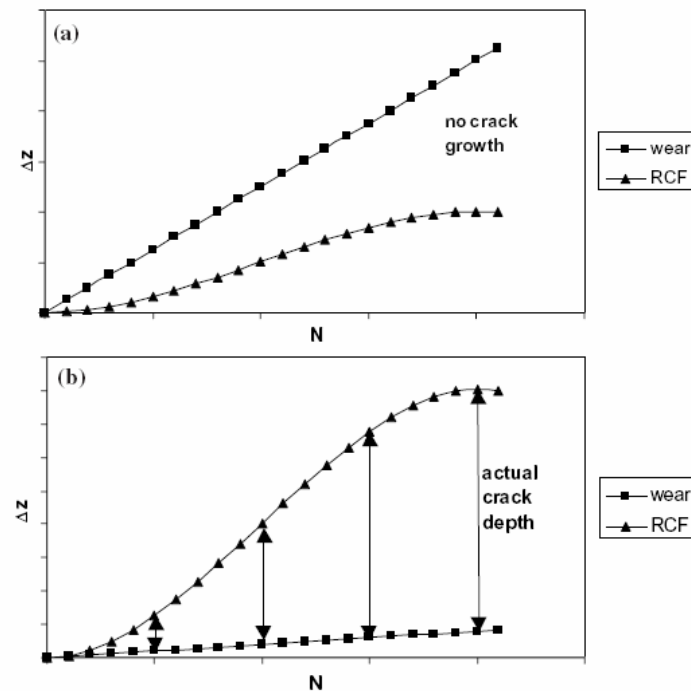 (a)
no crack
growth
Δz
N
wear
RCF
(b)
actual
crack
depth
Δz
N
wear
RCF